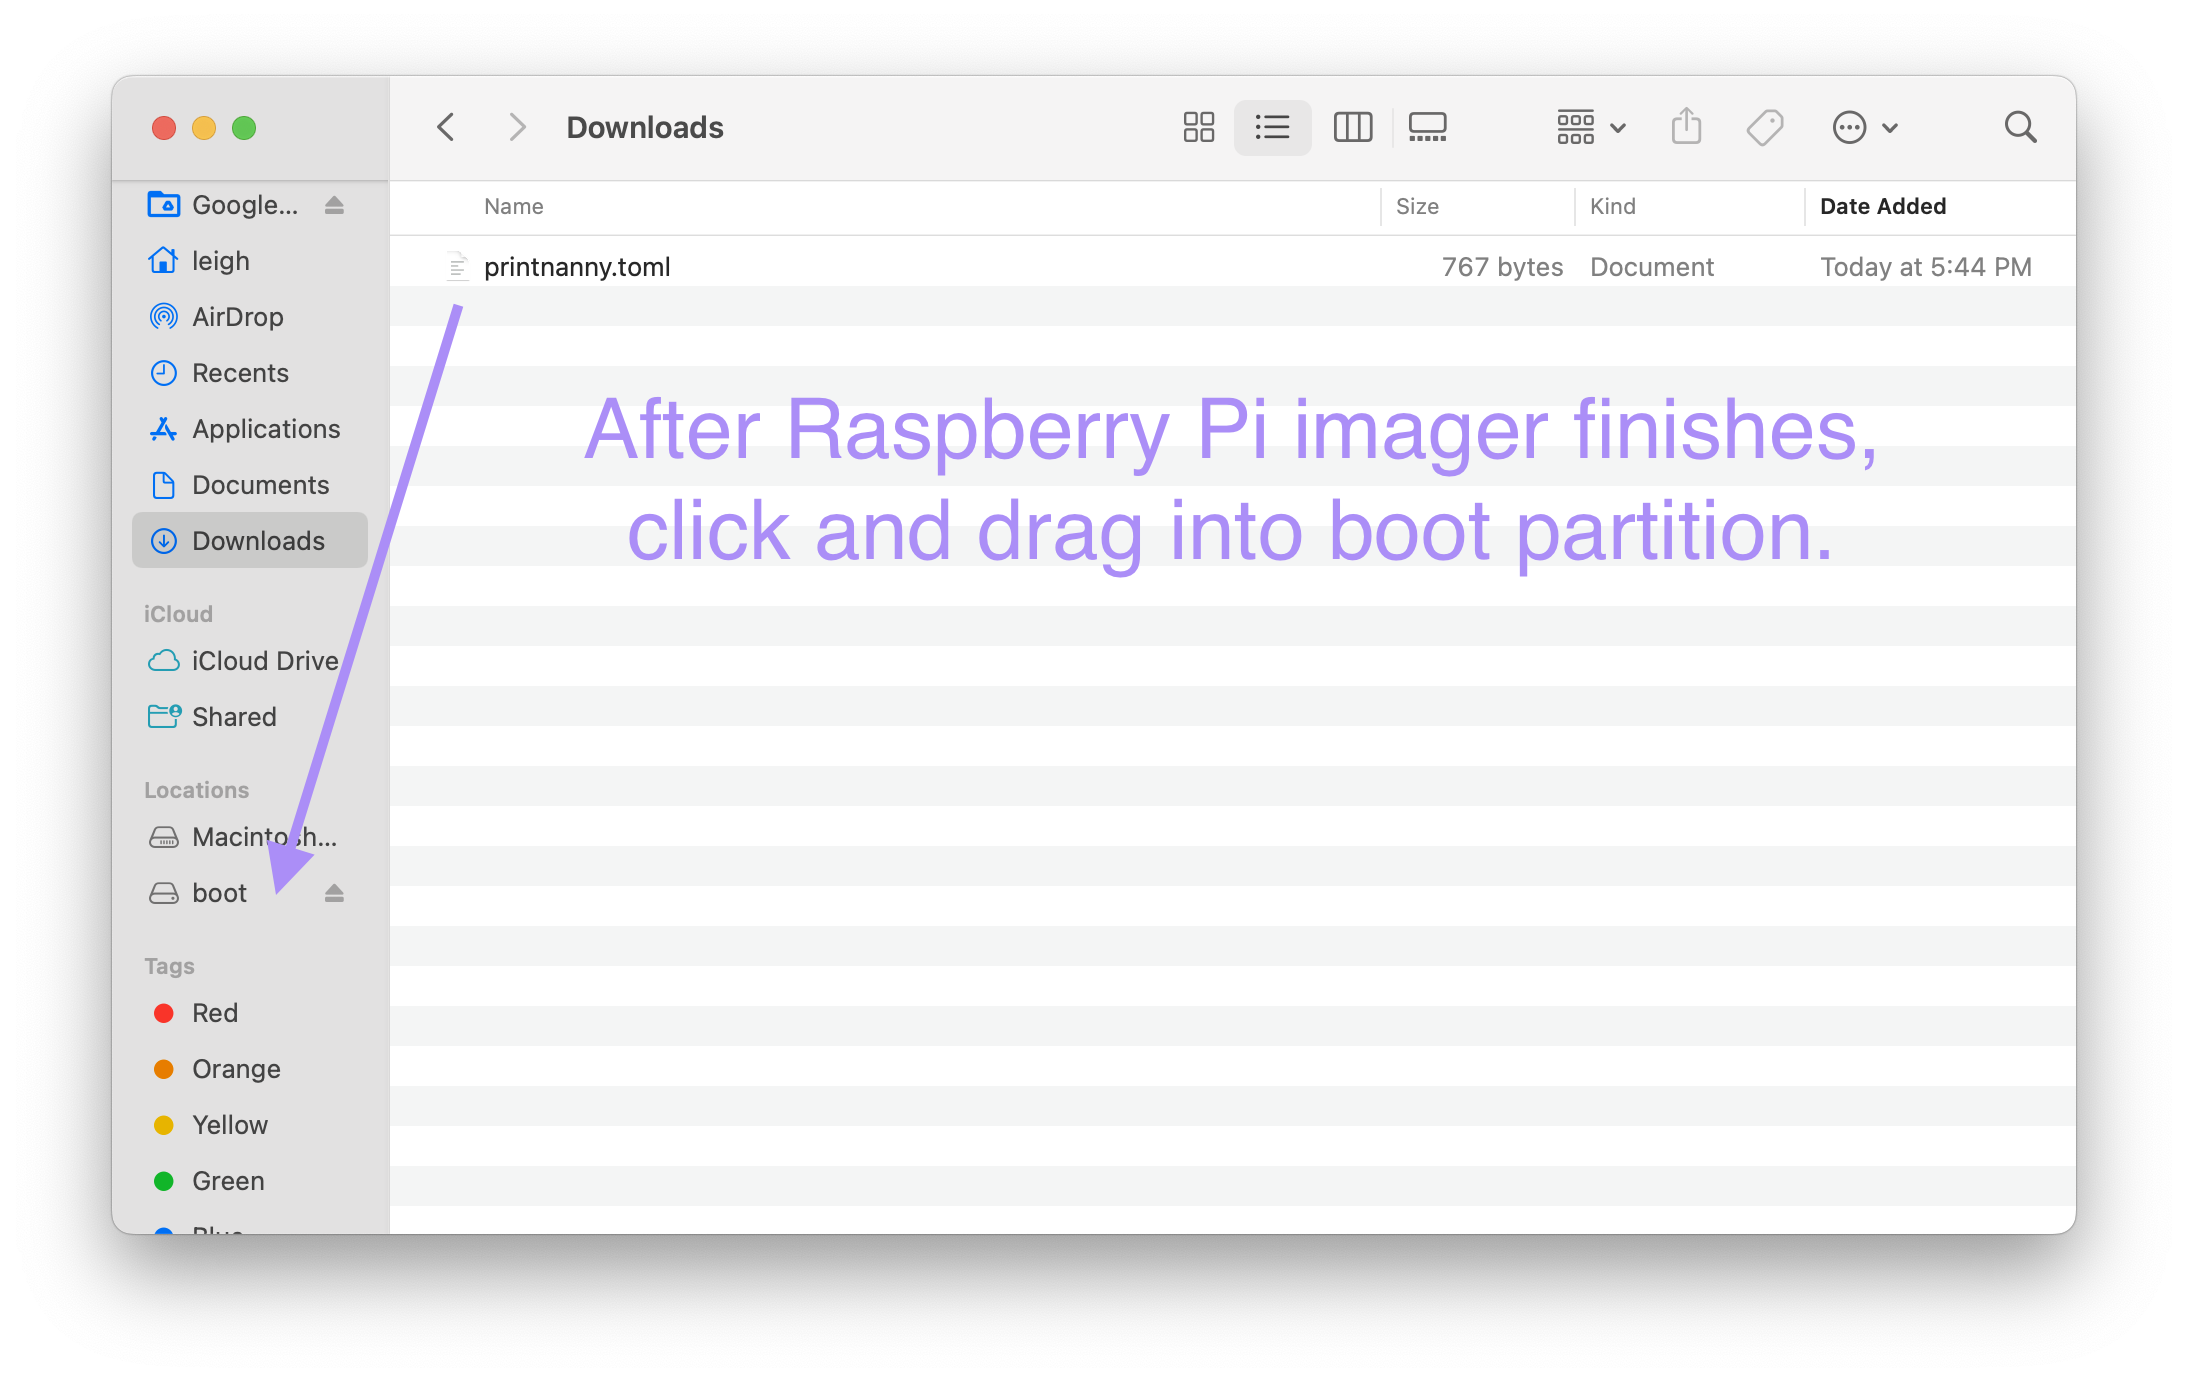 Downloads
Google...
leigh
AirDrop
Recents
Applications
Documents
Downloads
iCloud
iCloud Drive
Shared
Locations
Macintosh...
boot
Tags
Red
Orange
Yellow
Green
Blue
Name Size Kind Date Added
printnanny.toml 767 bytes Document Today at 5:44 PM
After Raspberry Pi imager finishes,
click and drag into boot partition.